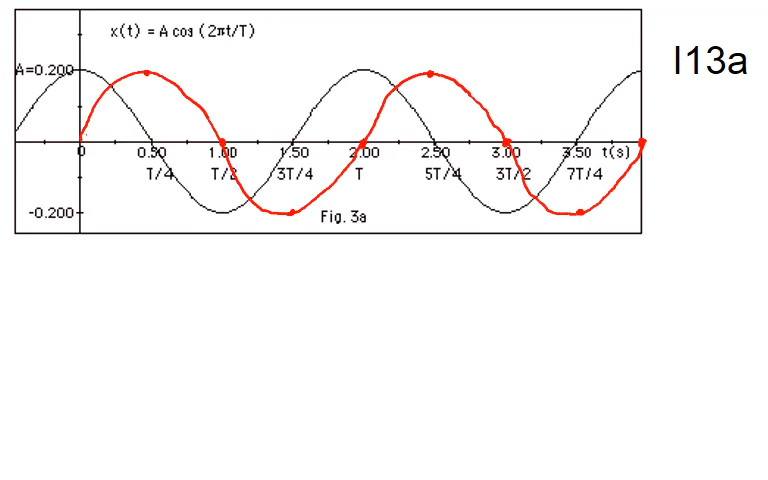 x(t) = A cos (2πt/T)
I13a
A=0.200
0 0.50 1.00 1.50 2.00 2.50 3.00 3.50 t(s)
T/4 T/2 3T/4 T 5T/4 3T/2 7T/4
-0.200
Fig. 3a